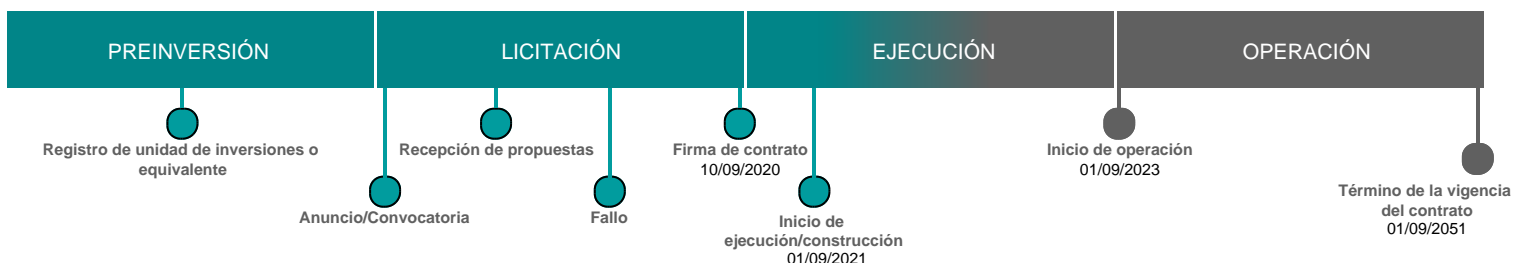 PREINVERSIÓN
LICITACIÓN
EJECUCIÓN
OPERACIÓN
Registro de unidad de inversiones o
equivalente
Anuncio/Convocatoria
Recepción de propuestas
Fallo
Firma de contrato
10/09/2020
Inicio de
ejecución/construcción
01/09/2021
Inicio de operación
01/09/2023
Término de la vigencia
del contrato
01/09/2051